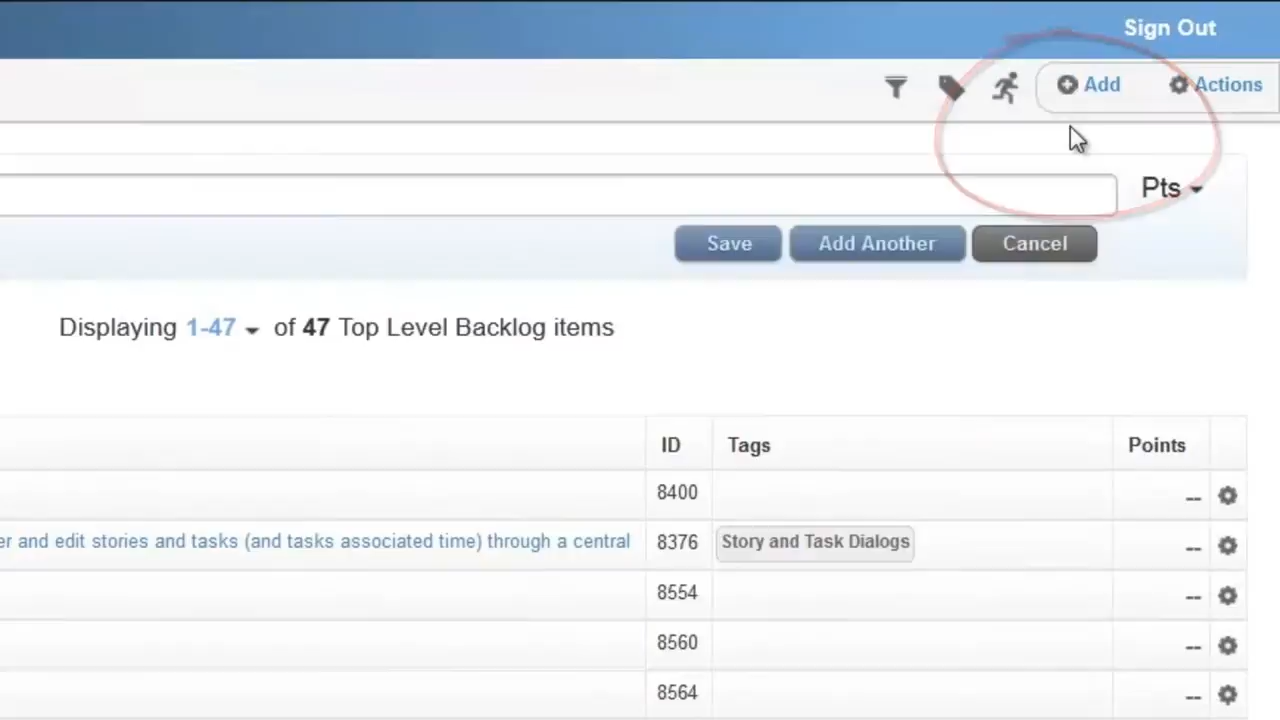 Sign Out
Add Actions
Pts
Save Add Another Cancel
Displaying 1-47 of 47 Top Level Backlog items
ID Tags Points
8400 --
er and edit stories and tasks (and tasks associated time) through a central 8376 Story and Task Dialogs --
8554 --
8560 --
8564 --